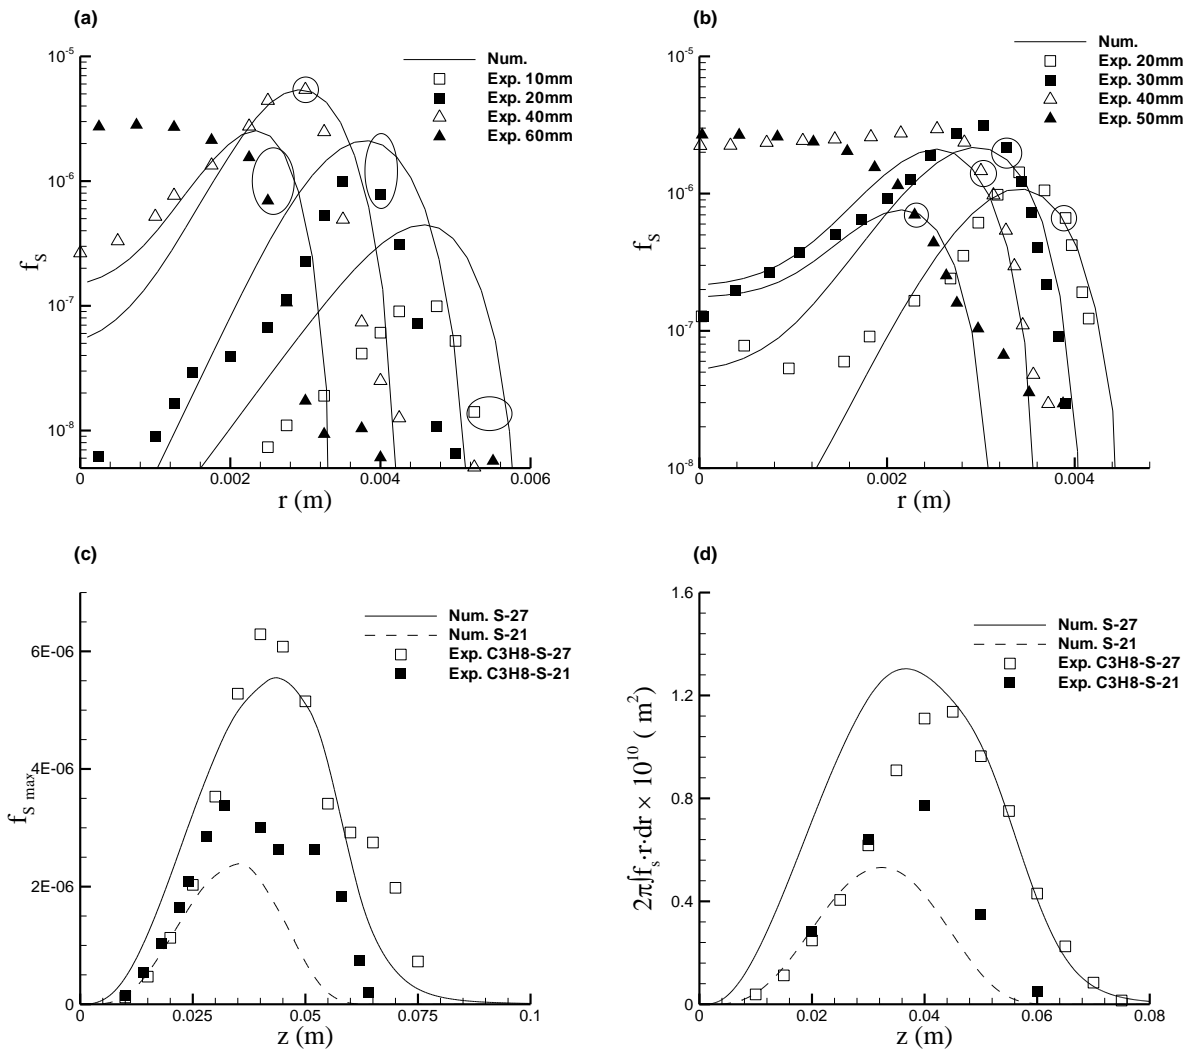 (a)
Num.
Exp. 10mm
Exp. 20mm
Exp. 40mm
Exp. 60mm
10-5
10-6
10-7
10-8
fs
0
0.002
0.004
0.006
r (m)
(b)
Num.
Exp. 20mm
Exp. 30mm
Exp. 40mm
Exp. 50mm
10-5
10-6
10-7
10-8
fs
0
0.002
0.004
r (m)
(c)
Num. S-27
Num. S-21
Exp. C3H8-S-27
Exp. C3H8-S-21
6E-06
4E-06
2E-06
0
fS max
0
0.025
0.05
0.075
0.1
z (m)
(d)
Num. S-27
Num. S-21
Exp. C3H8-S-27
Exp. C3H8-S-21
1.6
1.2
0.8
0.4
0
2π∫fs·r·dr × 1010 ( m2)
0
0.02
0.04
0.06
0.08
z (m)